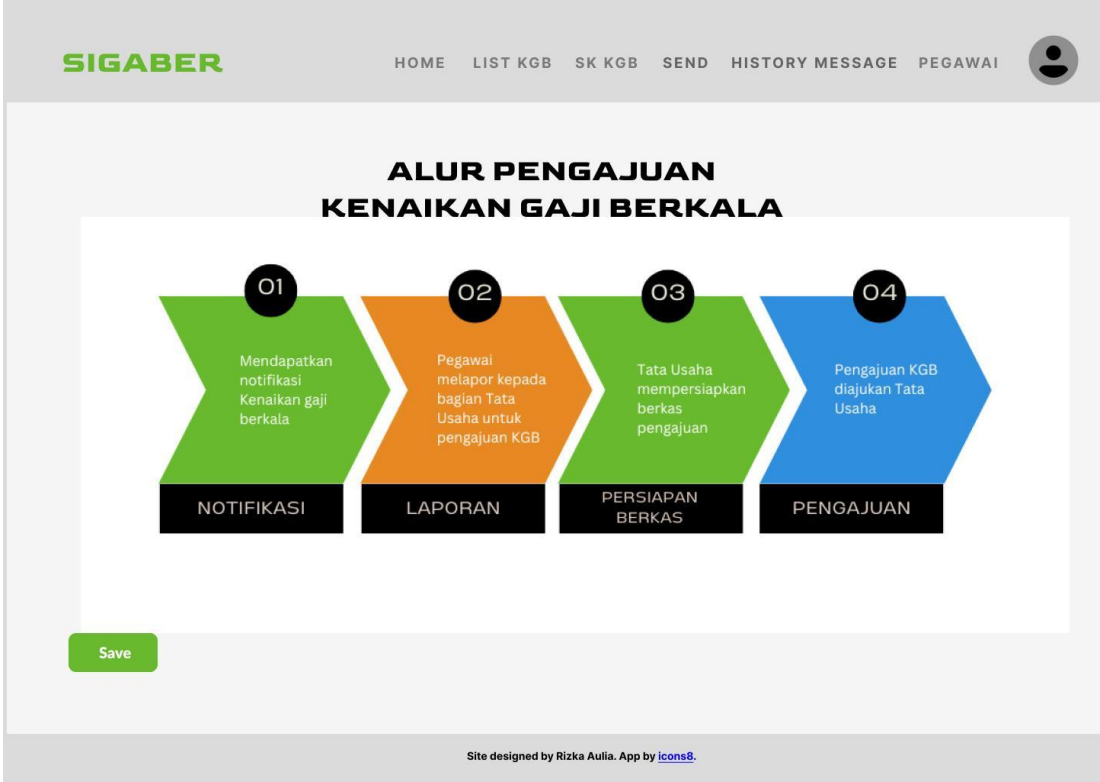 SIGABER
HOME LIST KGB SK KGB SEND HISTORY MESSAGE PEGAWAI
ALUR PENGAJUAN
KENAIKAN GAJI BERKALA
01
Mendapatkan
notifikasi
Kenaikan gaji
berkala
NOTIFIKASI
02
Pegawai
melapor kepada
bagian Tata
Usaha untuk
pengajuan KGB
LAPORAN
03
Tata Usaha
mempersiapkan
berkas
pengajuan
PERSIAPAN
BERKAS
04
Pengajuan KGB
diajukan Tata
Usaha
PENGAJUAN
Save
Site designed by Rizka Aulia. App by icons8.